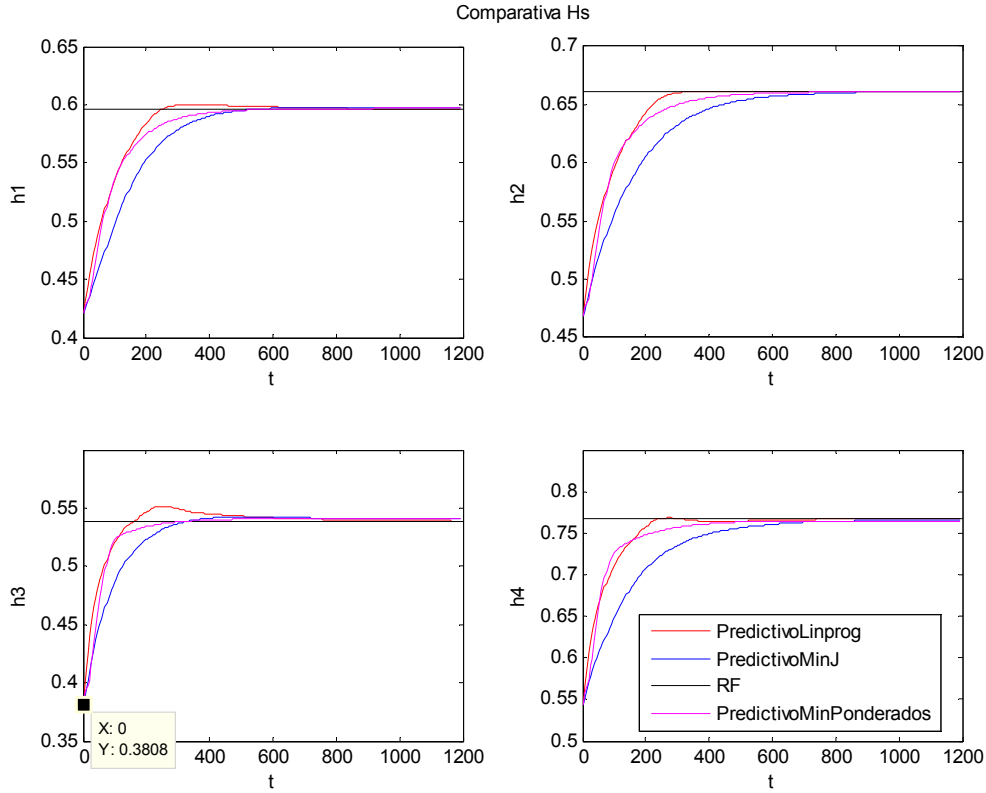 Comparativa Hs
0.65
0.6
0.55
0.5
0.45
0.4
h1
0 200 400 600 800 1000 1200
t
0.7
0.65
0.6
0.55
0.5
0.45
h2
0 200 400 600 800 1000 1200
t
0.55
0.5
0.45
0.4
0.35
h3
X: 0
Y: 0.3808
0 200 400 600 800 1000 1200
t
0.8
0.75
0.7
0.65
0.6
0.55
0.5
h4
PredictivoLinprog
PredictivoMinJ
RF
PredictivoMinPonderados
0 200 400 600 800 1000 1200
t